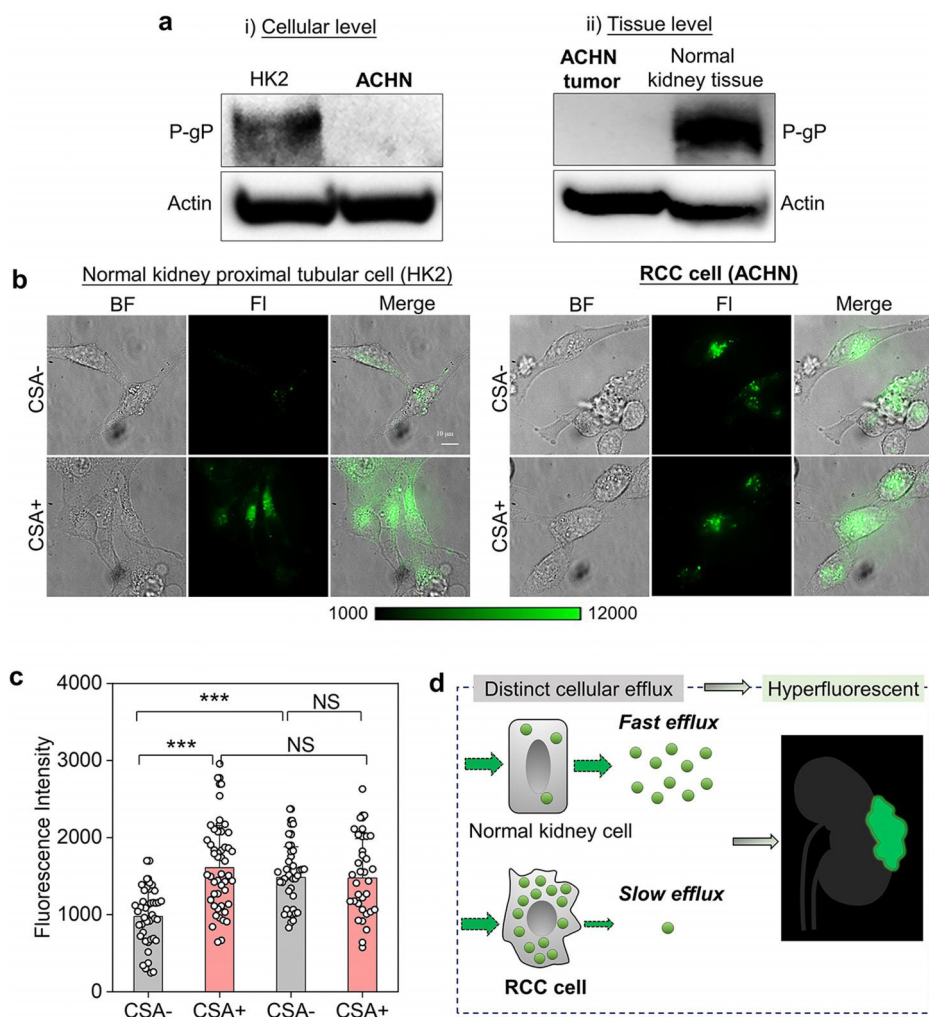 a
i) Cellular level
HK2 ACHN
P-gP
Actin
ii) Tissue level
ACHN tumor
Normal kidney tissue
P-gP
Actin
b
Normal kidney proximal tubular cell (HK2)
BF FI Merge
CSA-
10 μm
CSA+
RCC cell (ACHN)
BF FI Merge
CSA-
CSA+
1000 12000
c
Fluorescence Intensity
4000
3000
2000
1000
0
*** NS
*** NS
CSA- CSA+ CSA- CSA+
d
Distinct cellular efflux Hyperfluorescent
Fast efflux
Normal kidney cell
Slow efflux
RCC cell